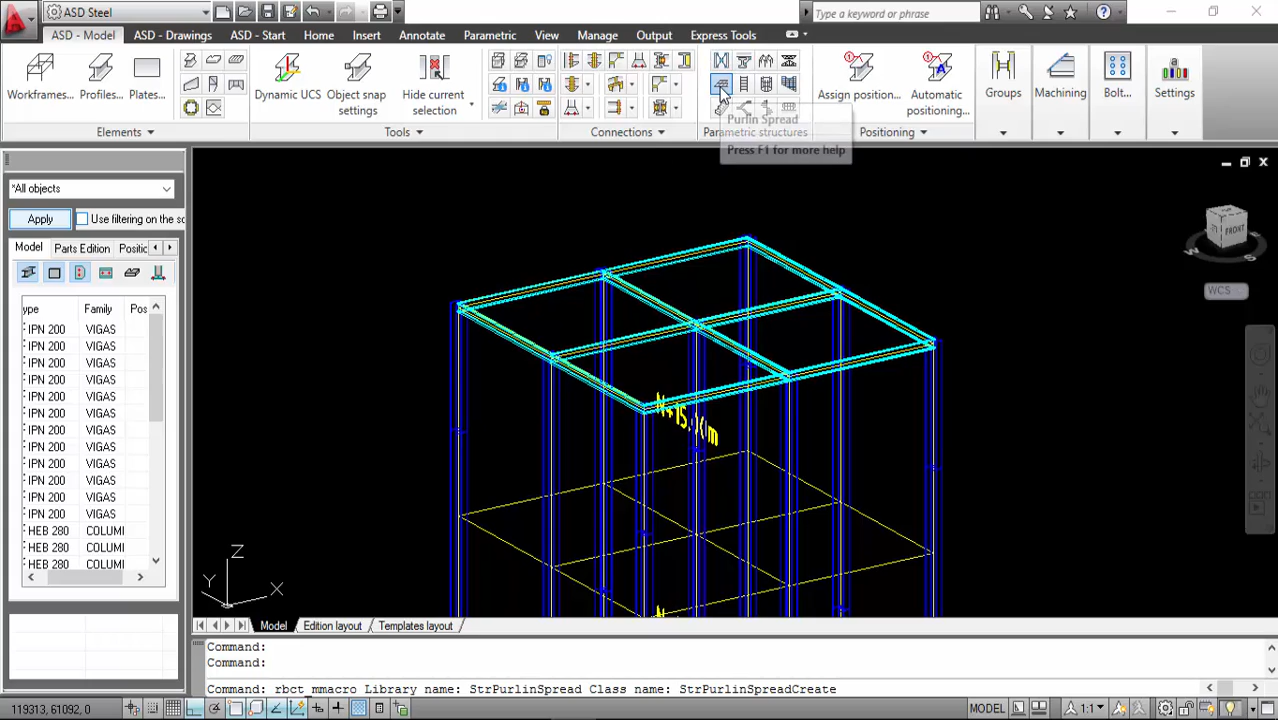 ASD Steel
Type a keyword or phrase
ASD - Model
ASD - Drawings
ASD - Start
Home
Insert
Annotate
Parametric
View
Manage
Output
Express Tools
Workframes...
Profiles...
Plates...
Dynamic UCS
Object snap
settings
Hide current
selection
Assign position...
Automatic
positioning...
Groups
Machining
Bolt...
Settings
Elements
Tools
Connections
Parametric structures
Positioning
Purlin Spread
Press F1 for more help
*All objects
Apply
Use filtering on the sc
Model
Parts Edition
Positic
ype Family Pos
IPN 200 VIGAS
IPN 200 VIGAS
IPN 200 VIGAS
IPN 200 VIGAS
IPN 200 VIGAS
IPN 200 VIGAS
IPN 200 VIGAS
IPN 200 VIGAS
IPN 200 VIGAS
IPN 200 VIGAS
IPN 200 VIGAS
IPN 200 VIGAS
HEB 280 COLUMI
HEB 280 COLUMI
HEB 280 COLUMI
FRONT
W
S
WCS
Z
Y
X
Model
Edition layout
Templates layout
Command:
Command:
Command: rbct_mmacro Library name: StrPurlinSpread Class name: StrPurlinSpreadCreate
119313, 61092, 0
MODEL
1:1